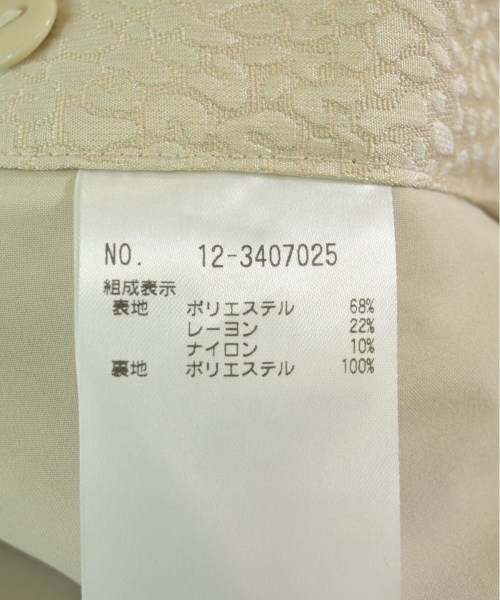 NO. 12-3407025
組成表示
表地 ポリエステル 68%
レーヨン 22%
ナイロン 10%
裏地 ポリエステル 100%